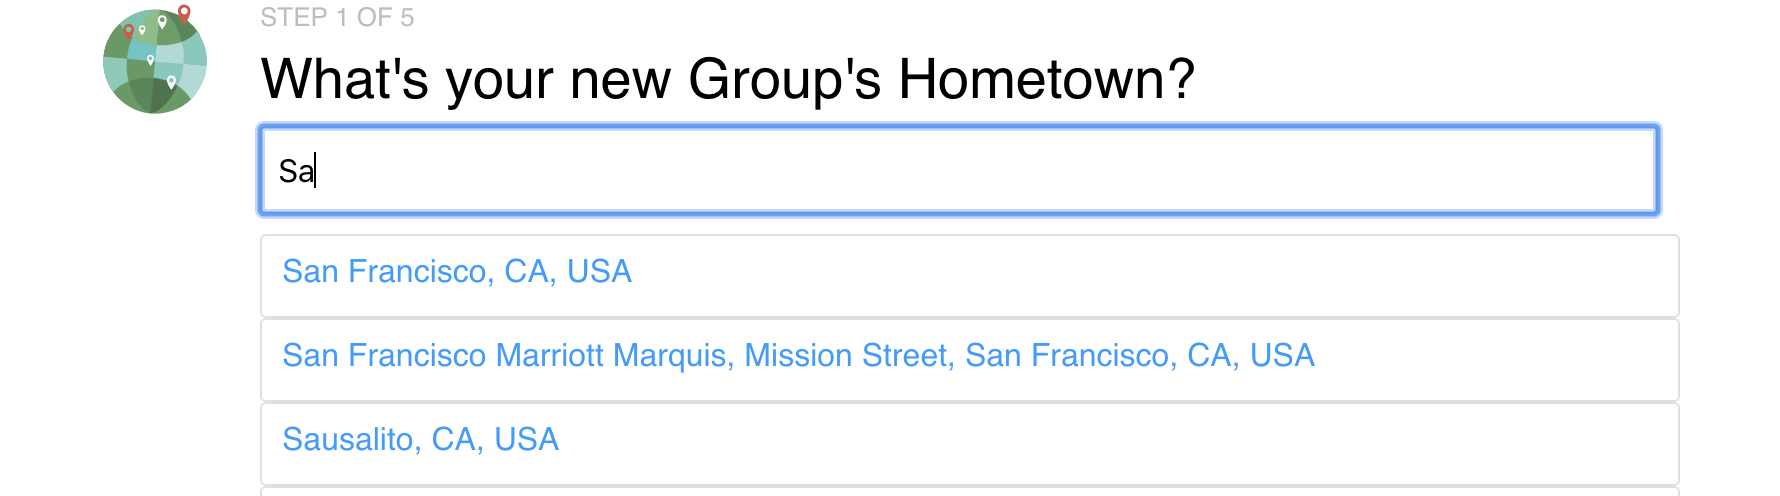 STEP 1 OF 5
What's your new Group's Hometown?
Sa
San Francisco, CA, USA
San Francisco Marriott Marquis, Mission Street, San Francisco, CA, USA
Sausalito, CA, USA